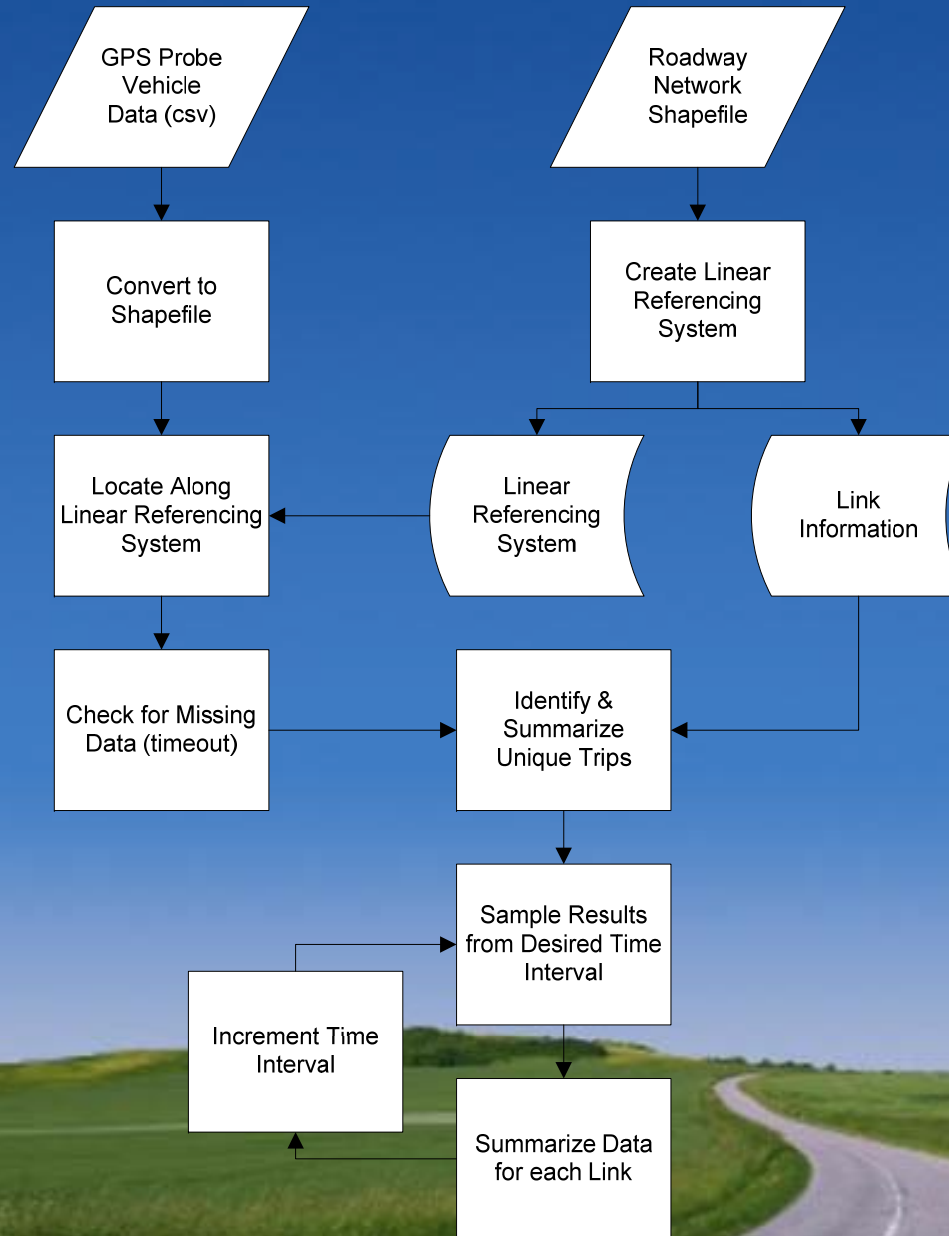 GPS Probe
Vehicle
Data (csv)
Roadway
Network
Shapefile
Convert to
Shapefile
Create Linear
Referencing
System
Locate Along
Linear Referencing
System
Linear
Referencing
System
Link
Information
Check for Missing
Data (timeout)
Identify &
Summarize
Unique Trips
Sample Results
from Desired Time
Interval
Increment Time
Interval
Summarize Data
for each Link